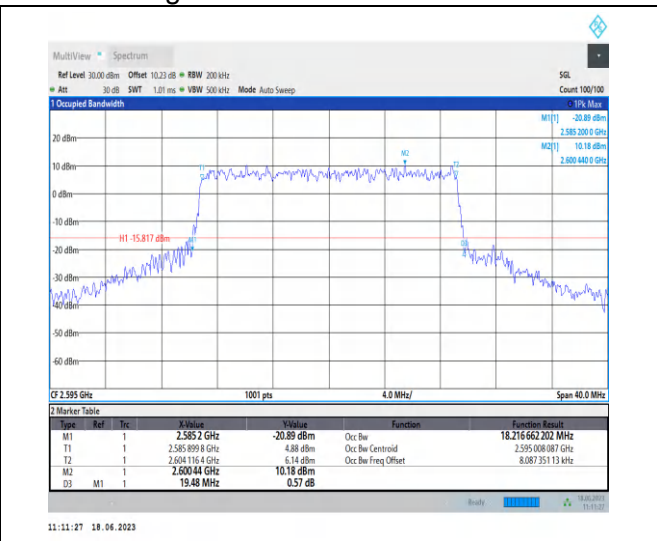 MultiView Spectrum
Ref Level 30.00 dBm Offset 10.23 dB RBW 200 kHz SGL
Att 30 dB SWT 1.01 ms VBW 500 kHz Mode Auto Sweep Count 100/100
1 Occupied Bandwidth 1Pk Max
M1[1] -20.89 dBm
2.585 200 0 GHz
20 dBm
M2[1] 10.18 dBm
2.600 440 0 GHz
M2
10 dBm
T1
T2
0 dBm
-10 dBm
H1 -15.817 dBm
-20 dBm
-30 dBm
-40 dBm
-50 dBm
-60 dBm
CF 2.595 GHz 1001 pts 4.0 MHz/ Span 40.0 MHz
2 Marker Table
Type Ref Trc X-Value Y-Value Function Function Result
M1 1 2.585 2 GHz -20.89 dBm Occ Bw 18.216 662 202 MHz
T1 1 2.585 899 8 GHz 4.88 dBm Occ Bw Centroid 2.595 008 087 GHz
T2 1 2.604 116 4 GHz 6.14 dBm Occ Bw Freq Offset 8.087 351 13 kHz
M2 1 2.600 44 GHz 10.18 dBm
D3 M1 1 19.48 MHz 0.57 dB
Ready 18.06.2023
11:11:27
11:11:27 18.06.2023